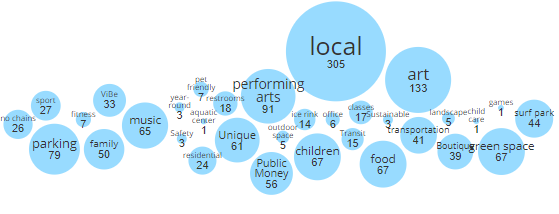 local
305
art
133
performing
arts
91
pet
friendly
7
restrooms
18
year-
round
3
aquatic
center
1
ViBe
33
sport
27
no chains
26
fitness
7
music
65
Safety
3
parking
79
family
50
residential
24
Unique
61
Public
Money
56
outdoor
space
5
ice rink
14
office
6
classes
17
Transit
15
children
67
food
67
sustainable
3
transportation
41
landscape
5
child
care
1
games
1
surf park
44
Boutique
39
green space
67